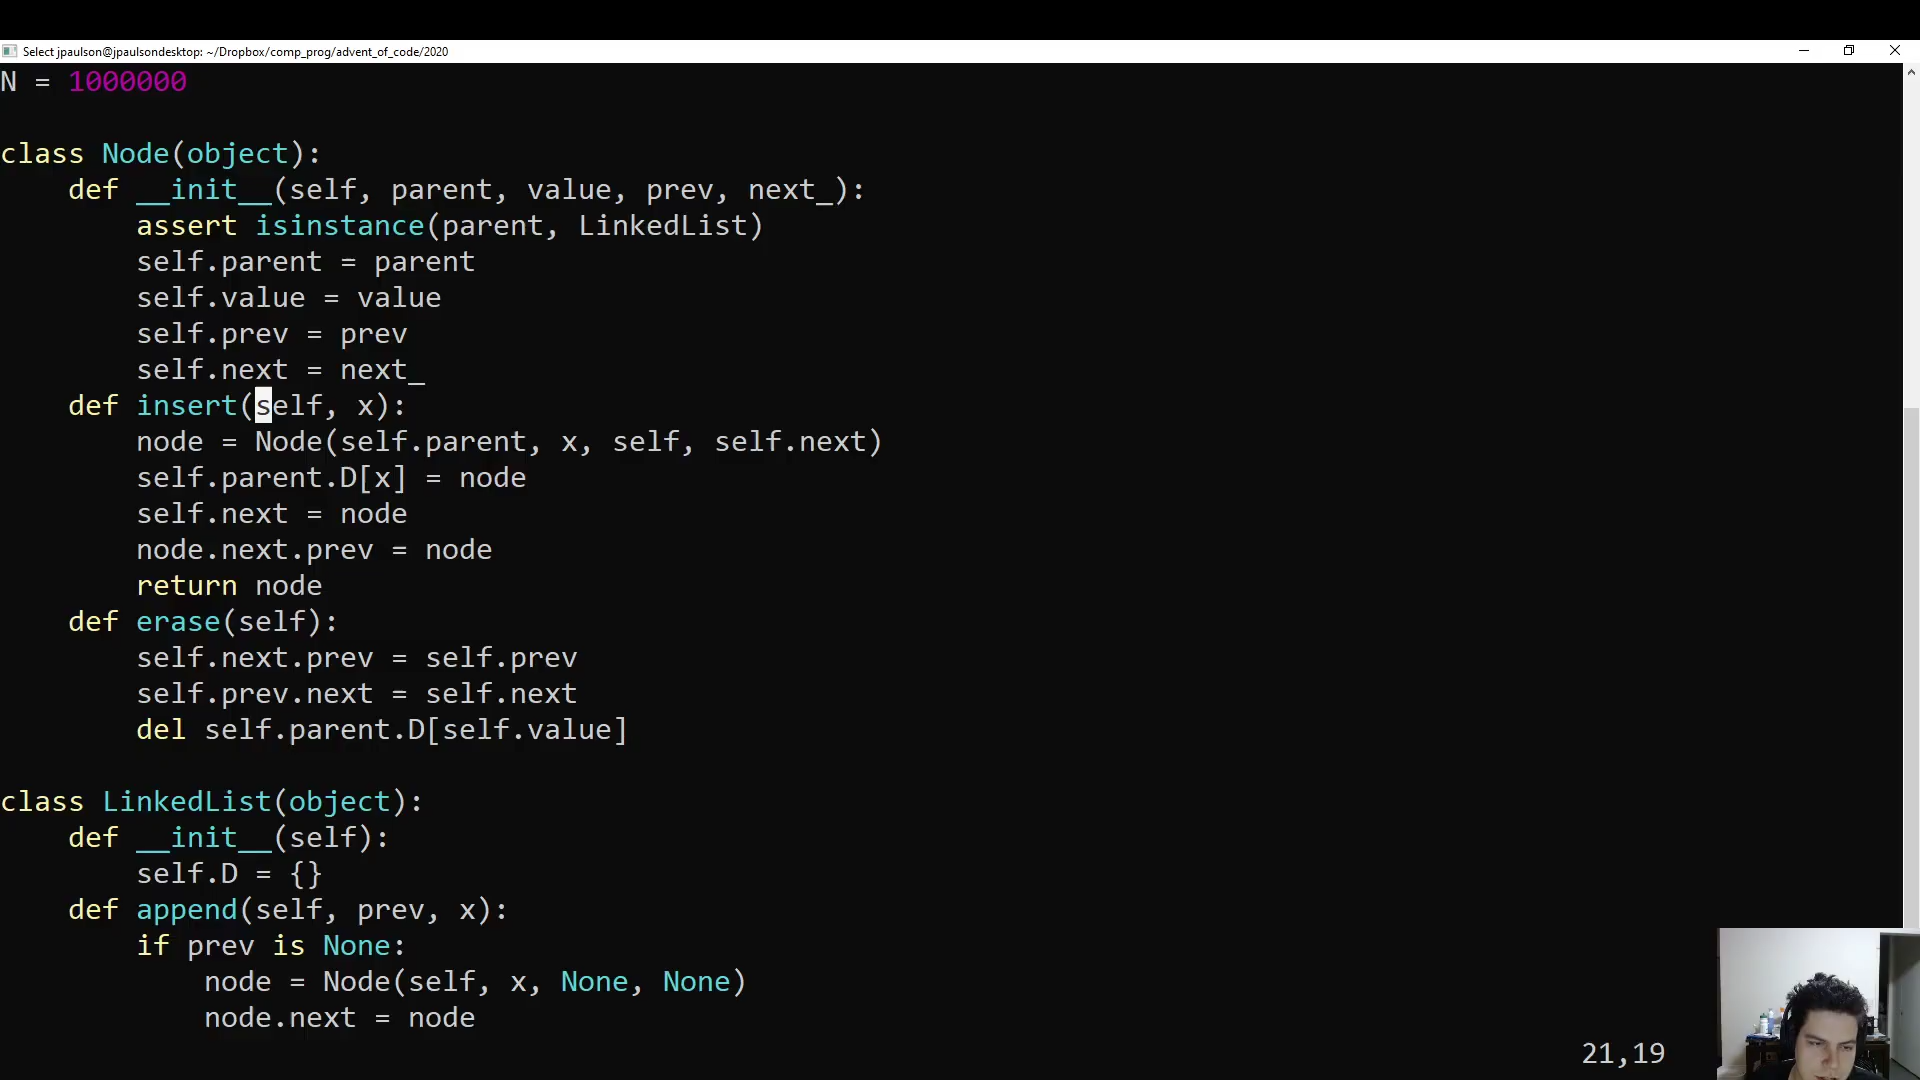 Select jpaulson@jpaulsondesktop: ~/Dropbox/comp_prog/advent_of_code/2020
N = 1000000
class Node(object):
    def __init__(self, parent, value, prev, next_):
        assert isinstance(parent, LinkedList)
        self.parent = parent
        self.value = value
        self.prev = prev
        self.next = next_
    def insert(self, x):
        node = Node(self.parent, x, self, self.next)
        self.parent.D[x] = node
        self.next = node
        node.next.prev = node
        return node
    def erase(self):
        self.next.prev = self.prev
        self.prev.next = self.next
        del self.parent.D[self.value]
class LinkedList(object):
    def __init__(self):
        self.D = {}
    def append(self, prev, x):
        if prev is None:
            node = Node(self, x, None, None)
            node.next = node
21,19